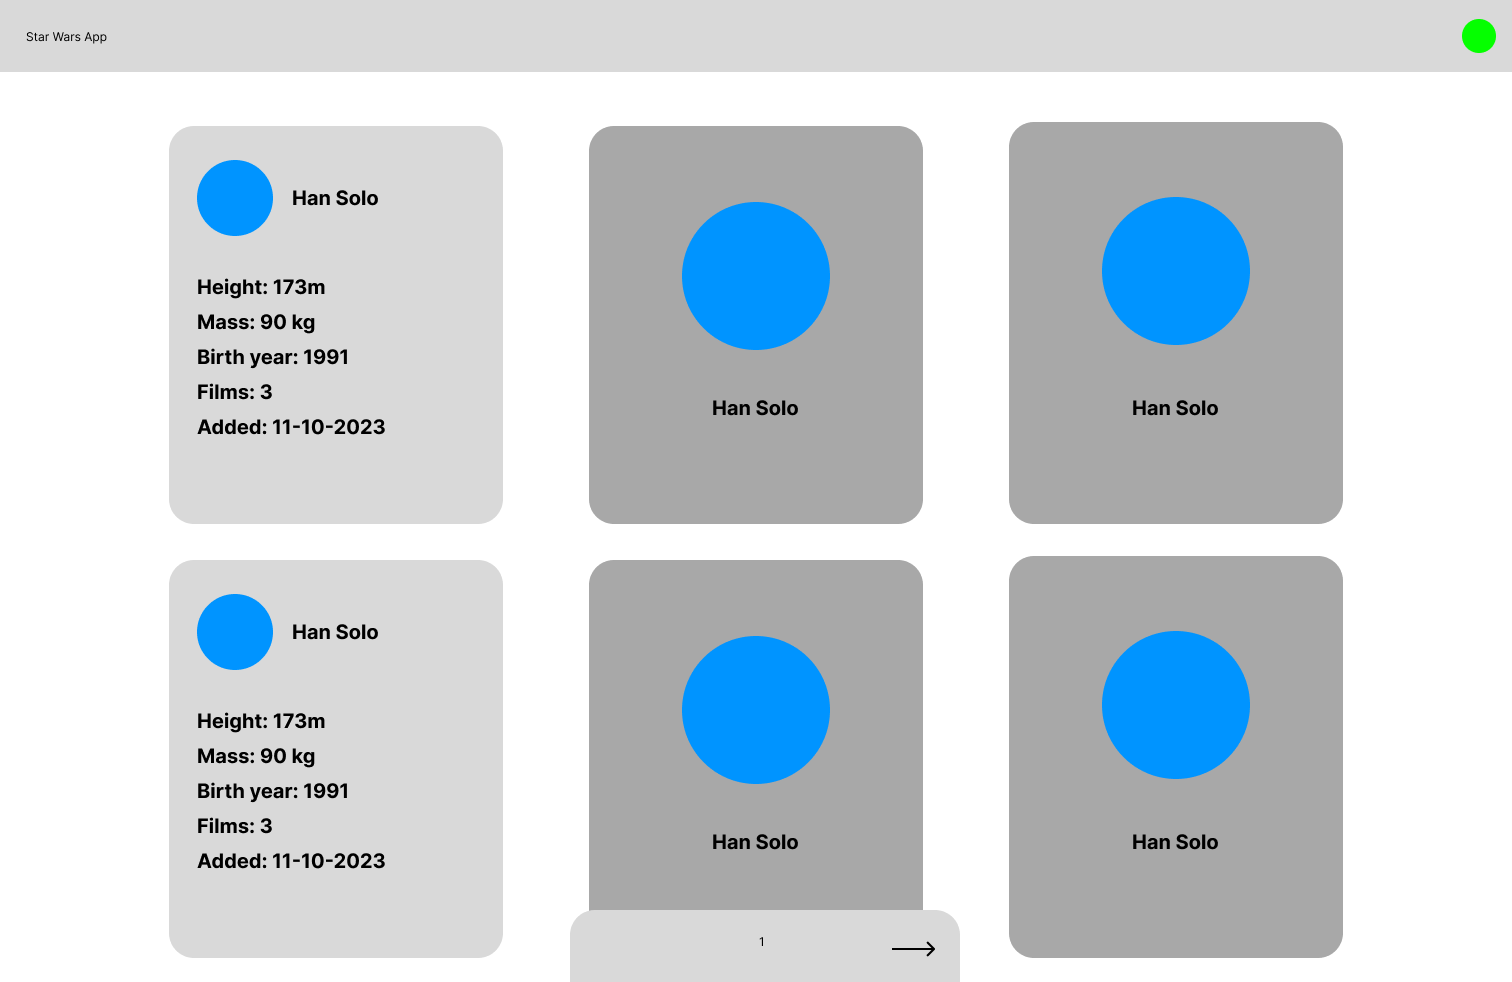 Star Wars App
Han Solo
Height: 173m
Mass: 90 kg
Birth year: 1991
Films: 3
Added: 11-10-2023
Han Solo
Han Solo
Han Solo
Height: 173m
Mass: 90 kg
Birth year: 1991
Films: 3
Added: 11-10-2023
Han Solo
Han Solo
1